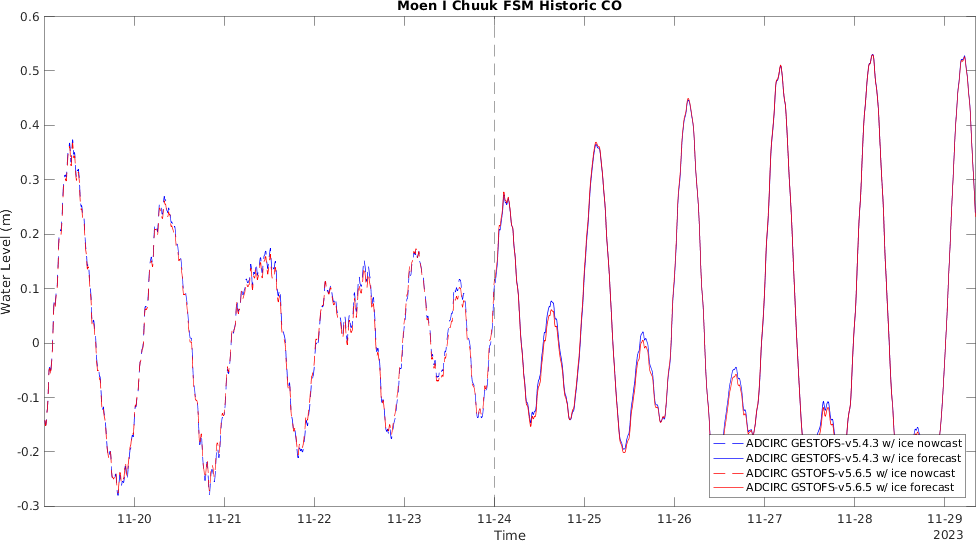 Moen I Chuuk FSM Historic CO
0.6
0.5
0.4
0.3
0.2
0.1
0
-0.1
-0.2
-0.3
Water Level (m)
11-20 11-21 11-22 11-23 11-24 11-25 11-26 11-27 11-28 11-29
Time
2023
ADCIRC GESTOFS-v5.4.3 w/ ice nowcast
ADCIRC GESTOFS-v5.4.3 w/ ice forecast
ADCIRC GSTOFS-v5.6.5 w/ ice nowcast
ADCIRC GSTOFS-v5.6.5 w/ ice forecast